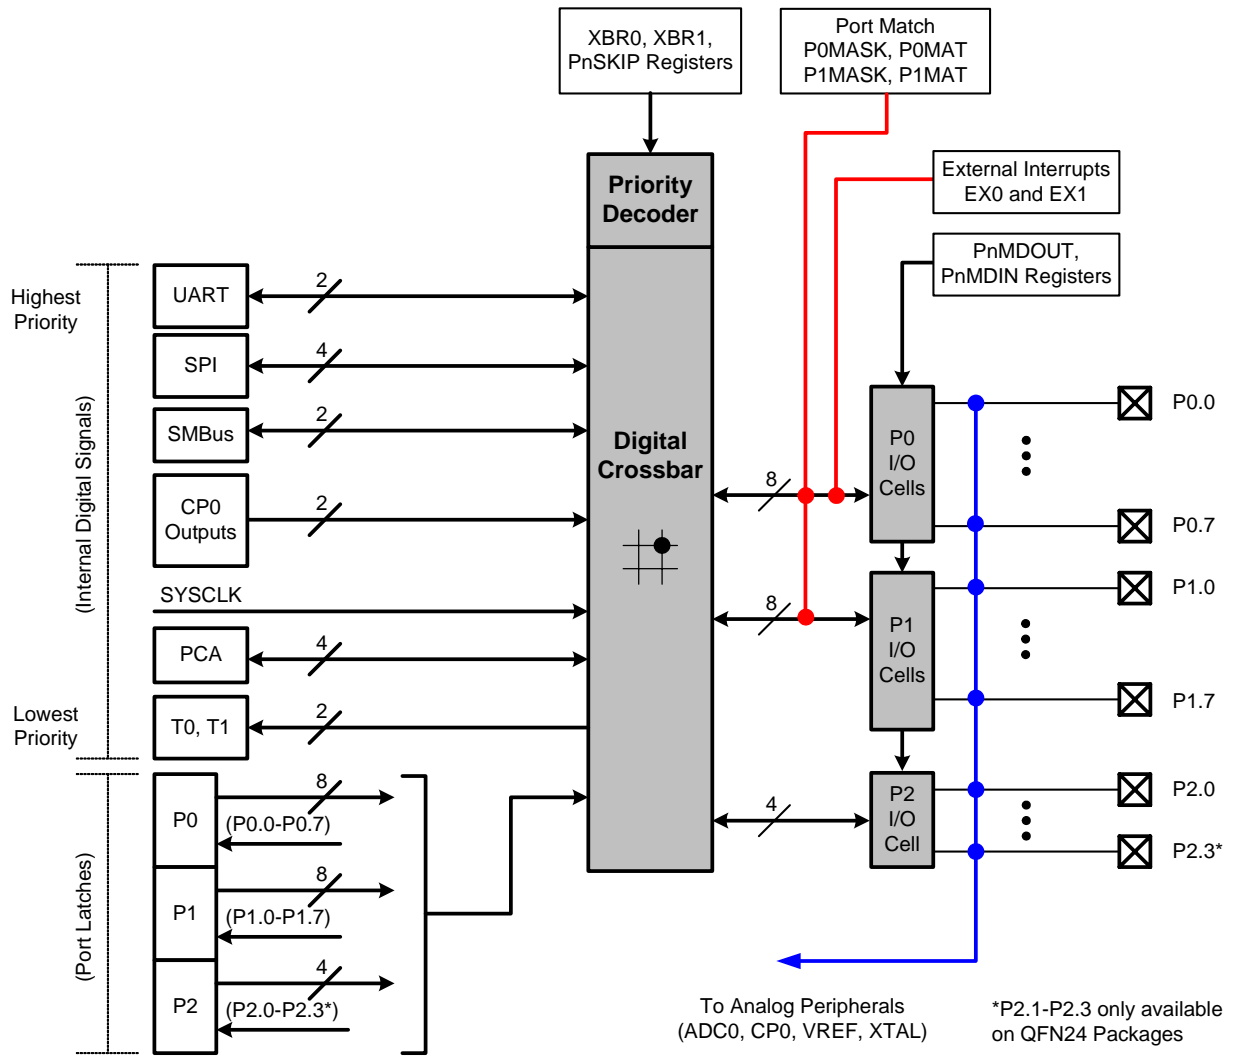 XBR0, XBR1,
PnSKIP Registers
Port Match
P0MASK, P0MAT
P1MASK, P1MAT
External Interrupts
EX0 and EX1
PnMDOUT,
PnMDIN Registers
Priority
Decoder
Digital
Crossbar
Highest
Priority
(Internal Digital Signals)
Lowest
Priority
UART
2
SPI
4
SMBus
2
CP0
Outputs
2
SYSCLK
PCA
4
T0, T1
2
(Port Latches)
P0
8
(P0.0-P0.7)
P1
8
(P1.0-P1.7)
P2
4
(P2.0-P2.3*)
8
8
4
P0
I/O
Cells
P1
I/O
Cells
P2
I/O
Cell
P0.0
P0.7
P1.0
P1.7
P2.0
P2.3*
To Analog Peripherals
(ADC0, CP0, VREF, XTAL)
*P2.1-P2.3 only available
on QFN24 Packages